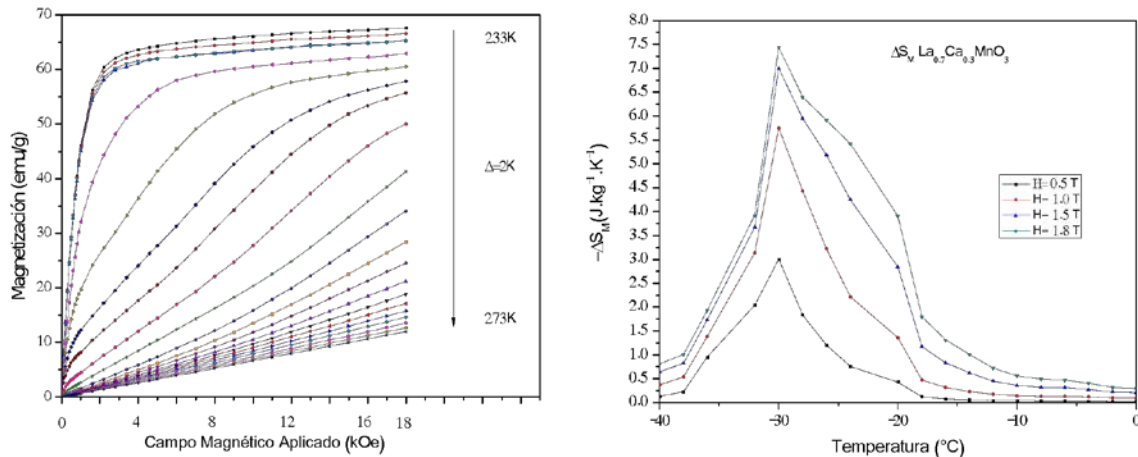 70
60
50
40
30
20
10
0
Magnetización (emu/g)
0 4 8 12 16 18
Campo Magnético Aplicado (kOe)
233K
Δ=2K
273K
8.0
7.5
7.0
6.5
6.0
5.5
5.0
4.5
4.0
3.5
3.0
2.5
2.0
1.5
1.0
0.5
0.0
−ΔS_M (J.kg⁻¹.K⁻¹)
-40 -30 -20 -10 0
Temperatura (°C)
ΔS_M La₀.₇Ca₀.₃MnO₃
H= 0.5 T
H= 1.0 T
H= 1.5 T
H= 1.8 T